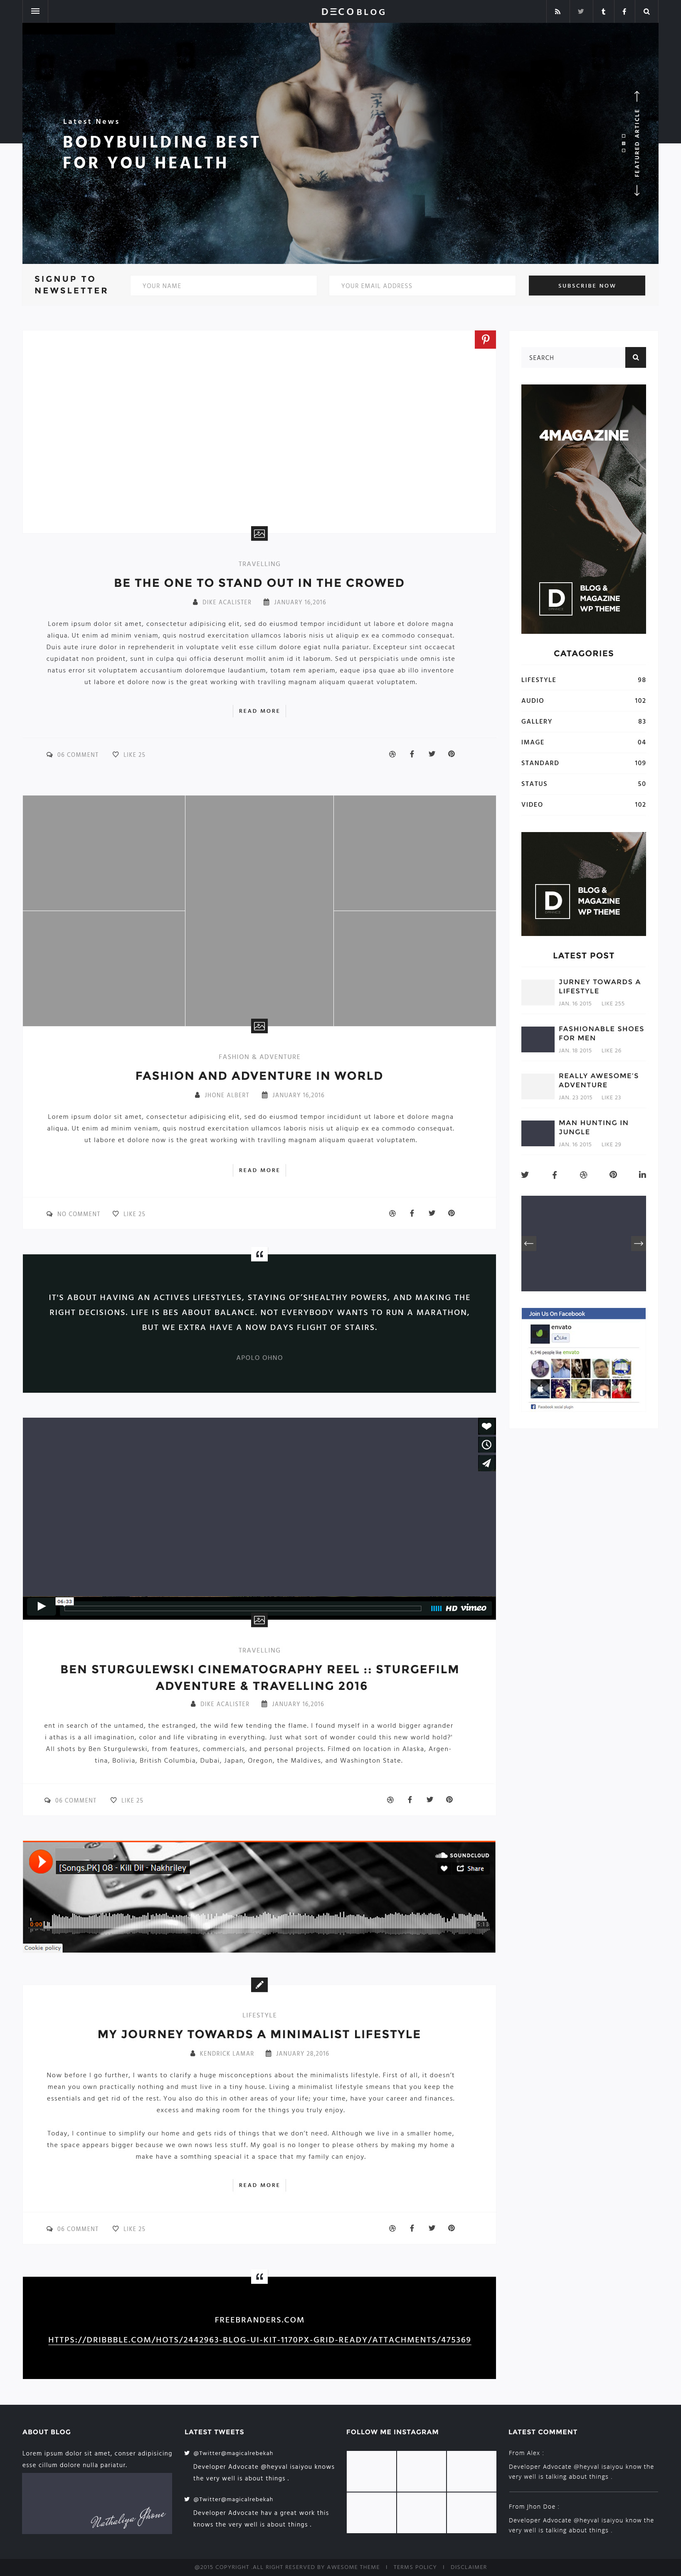 DECOBLOG
Latest News
BODYBUILDING BEST
FOR YOU HEALTH
FEATURED ARTICLE
SIGNUP TO
NEWSLETTER
YOUR NAME
YOUR EMAIL ADDRESS
SUBSCRIBE NOW
TRAVELLING
BE THE ONE TO STAND OUT IN THE CROWED
DIKE ACALISTER
JANUARY 16,2016
Lorem ipsum dolor sit amet, consectetur adipisicing elit, sed do eiusmod tempor incididunt ut labore et dolore magna
aliqua. Ut enim ad minim veniam, quis nostrud exercitation ullamco laboris nisis ut aliquip ex ea commodo consequat.
Duis aute irure dolor in reprehenderit in voluptate velit esse cillum dolore egiat nulla pariatur. Excepteur sint occaecat
cupidatat non proident, sunt in culpa qui officia deserunt mollit anim id it laborum. Sed ut perspiciatis unde omnis iste
natus error sit voluptatem accusantium doloremque laudantium, totam rem aperiam, eaque ipsa quae ab illo inventore
ut labore et dolore now is the great working with travlling magnam aliquam quaerat voluptatem.
READ MORE
06 COMMENT
LIKE 25
FASHION & ADVENTURE
FASHION AND ADVENTURE IN WORLD
JHONE ALBERT
JANUARY 16,2016
Lorem ipsum dolor sit amet, consectetur adipisicing elit, sed do eiusmod tempor incididunt ut labore et dolore magna
aliqua. Ut enim ad minim veniam, quis nostrud exercitation ullamco laboris nisis ut aliquip ex ea commodo consequat.
ut labore et dolore now is the great working with travlling magnam aliquam quaerat voluptatem.
READ MORE
NO COMMENT
LIKE 25
“
IT'S ABOUT HAVING AN ACTIVES LIFESTYLES, STAYING OF'SHEALTHY POWERS, AND MAKING THE
RIGHT DECISIONS. LIFE IS BES ABOUT BALANCE. NOT EVERYBODY WANTS TO RUN A MARATHON,
BUT WE EXTRA HAVE A NOW DAYS FLIGHT OF STAIRS.
APOLO OHNO
06:23
HD vimeo
TRAVELLING
BEN STURGULEWSKI CINEMATOGRAPHY REEL :: STURGEFILM
ADVENTURE & TRAVELLING 2016
DIKE ACALISTER
JANUARY 16,2016
ent in search of the untamed, the estranged, the wild few tending the flame. I found myself in a world bigger agrander
i athas is a all imagination, color and life vibrating in everything. Just what sort of wonder could this new world hold?'
All shots by Ben Sturgulewski, from features, commercials, and personal projects. Filmed on location in Alaska, Argen-
tina, Bolivia, British Columbia, Dubai, Japan, Oregon, the Maldives, and Washington State.
06 COMMENT
LIKE 25
[Songs.PK] 08 - Kill Dil - Nakhriley
SOUNDCLOUD
Share
0:00
Cookie policy
LIFESTYLE
MY JOURNEY TOWARDS A MINIMALIST LIFESTYLE
KENDRICK LAMAR
JANUARY 28,2016
Now before I go further, I wants to clarify a huge misconceptions about the minimalists lifestyle. First of all, it doesn't
mean you own practically nothing and must live in a tiny house. Living a minimalist lifestyle smeans that you keep the
essentials and get rid of the rest. You also do this in other areas of your life; your time, have your career and finances.
excess and making room for the things you truly enjoy.
Today, I continue to simplify our home and gets rids of things that we don't need. Although we live in a smaller home,
the space appears bigger because we own nows less stuff. My goal is no longer to please others by making my home a
make have a somthing speacial it a space that my family can enjoy.
READ MORE
06 COMMENT
LIKE 25
“
FREEBRANDERS.COM
HTTPS://DRIBBBLE.COM/HOTS/2442963-BLOG-UI-KIT-1170PX-GRID-READY/ATTACHMENTS/475369
SEARCH
4MAGAZINE
D
BLOG &
MAGAZINE
WP THEME
CATAGORIES
LIFESTYLE 98
AUDIO 102
GALLERY 83
IMAGE 04
STANDARD 109
STATUS 50
VIDEO 102
D
BLOG &
MAGAZINE
WP THEME
LATEST POST
JURNEY TOWARDS A
LIFESTYLE
JAN. 16 2015 LIKE 255
FASHIONABLE SHOES
FOR MEN
JAN. 18 2015 LIKE 26
REALLY AWESOME'S
ADVENTURE
JAN. 23 2015 LIKE 23
MAN HUNTING IN
JUNGLE
JAN. 16 2015 LIKE 29
Join Us On Facebook
envato
Like
6,346 people like envato
Facebook social plugin
ABOUT BLOG
Lorem ipsum dolor sit amet, conser adipisicing
esse cillum dolore nulla pariatur.
Nathaliya Jhone
LATEST TWEETS
@Twitter@magicalrebekah
Developer Advocate @heyval isaiyou knows
the very well is about things .
@Twitter@magicalrebekah
Developer Advocat hav a great work this
knows the very well is about things .
FOLLOW ME INSTAGRAM
LATEST COMMENT
From Alex :
Developer Advocate @heyval isaiyou know the
very well is talking about things .
From Jhon Doe :
Developer Advocate @heyval isaiyou know the
very well is talking about things .
@2015 COPYRIGHT .ALL RIGHT RESERVED BY AWESOME THEME | TERMS POLICY | DISCLAIMER